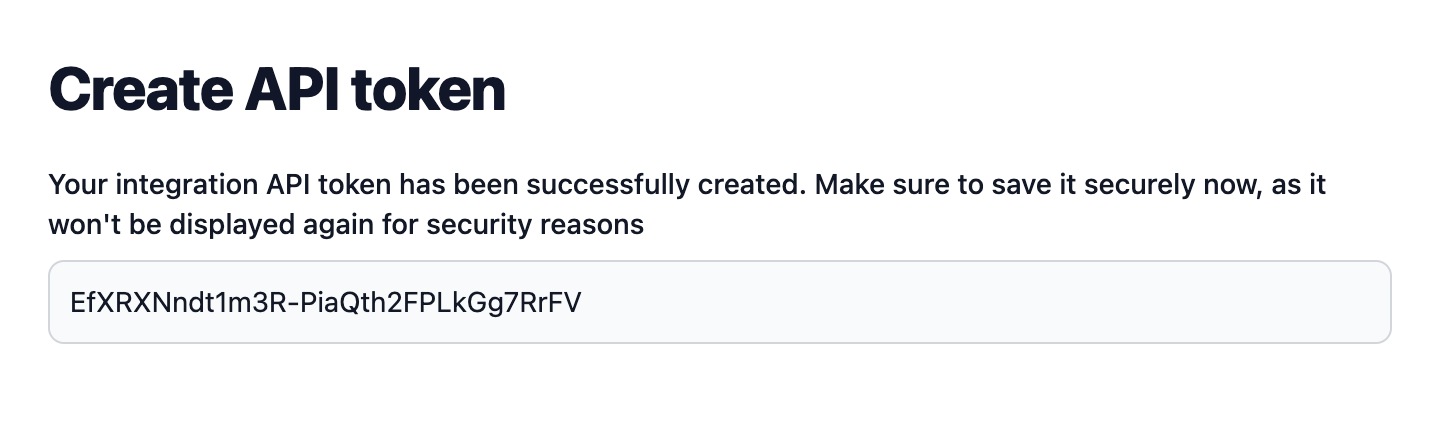 Create API token
Your integration API token has been successfully created. Make sure to save it securely now, as it
won't be displayed again for security reasons
EfXRXNndt1m3R-PiaQth2FPLkGg7RrFV